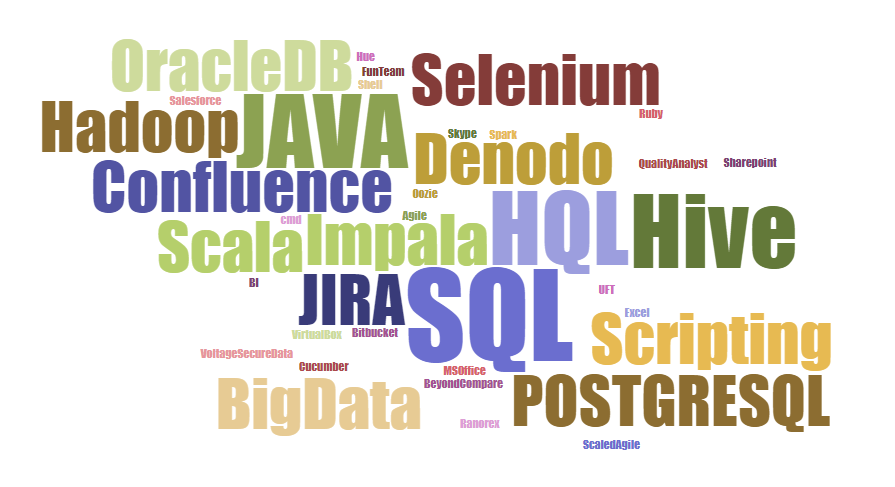 OracleDB
Hue
FunTeam
Shell
Selenium
Salesforce
Hadoop
JAVA
Ruby
Skype
Spark
Denodo
QualityAnalyst
Sharepoint
Confluence
Oozie
cmd
Agile
Scala
Impala
HQL
Hive
BI
JIRA
SQL
UFT
Excel
Scripting
VirtualBox
Bitbucket
VoltageSecureData
Cucumber
MSOffice
BeyondCompare
BigData
POSTGRESQL
Ranorex
ScaledAgile